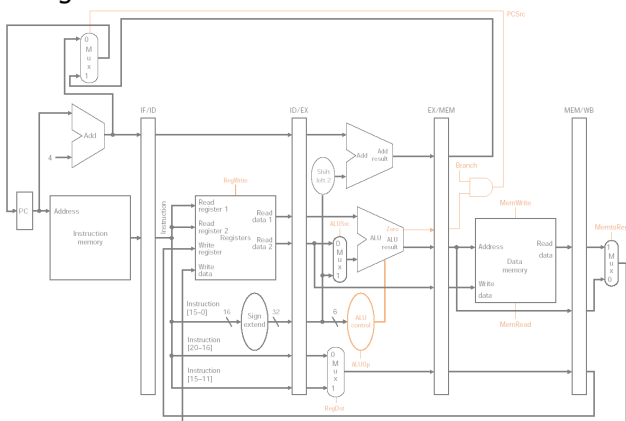 PCSrc
0
M
u
x
1
IF/ID
ID/EX
EX/MEM
MEM/WB
Add
4
Shift
left 2
Add Add
result
Branch
RegWrite
MemWrite
PC
Address
Instruction
memory
Instruction
Read
register 1
Read
register 2
Registers
Write
register
Write
data
Read
data 1
Read
data 2
ALUSrc
0
M
u
x
1
Zero
ALU ALU
result
Address
Read
data
Data
memory
Write
data
MemtoReg
1
M
u
x
0
Instruction
[15–0]
16
Sign
extend
32
6
ALU
control
MemRead
Instruction
[20–16]
ALUOp
Instruction
[15–11]
0
M
u
x
1
RegDst